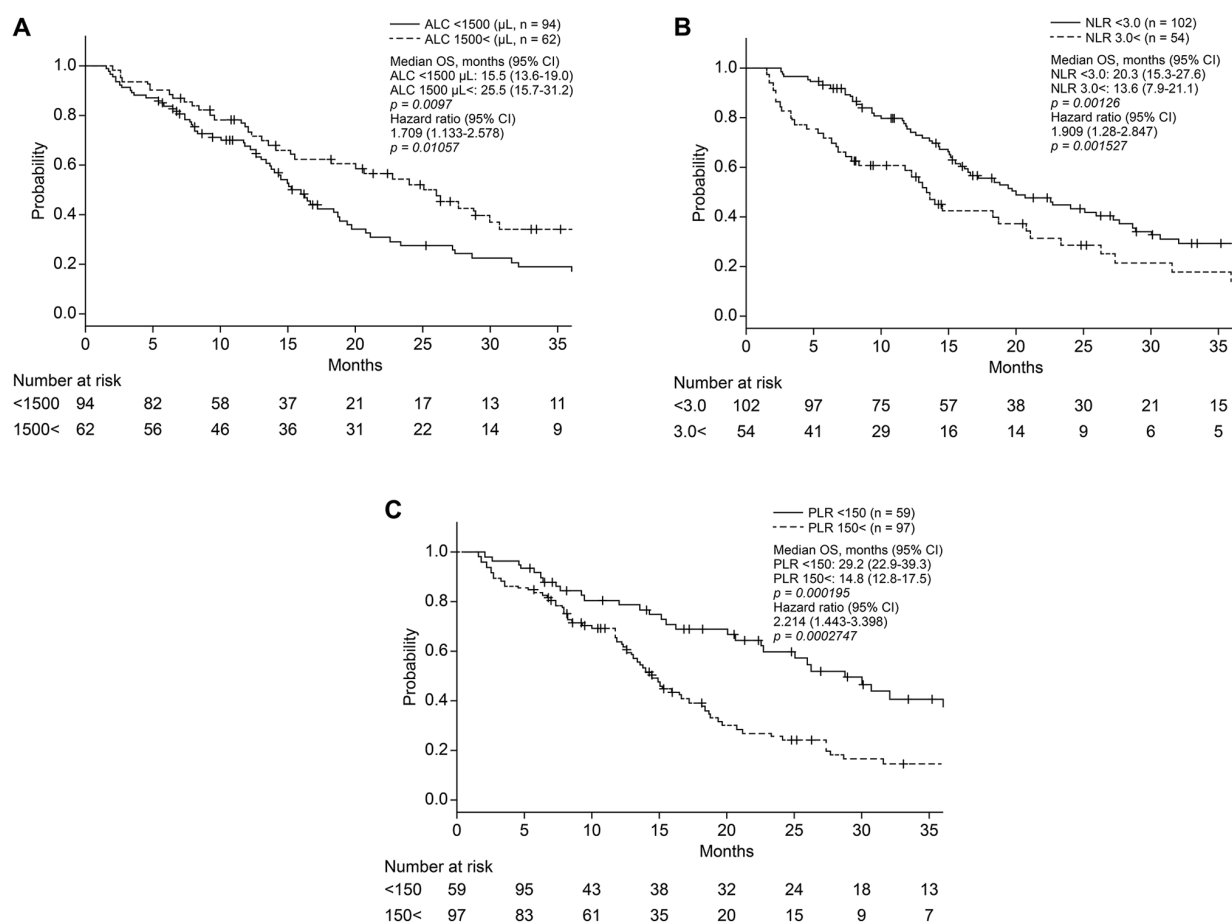 A
ALC <1500 (µL, n = 94)
ALC 1500< (µL, n = 62)
Median OS, months (95% CI)
ALC <1500 µL: 15.5 (13.6-19.0)
ALC 1500 µL<: 25.5 (15.7-31.2)
p = 0.0097
Hazard ratio (95% CI)
1.709 (1.133-2.578)
p = 0.01057
Probability
1.0
0.8
0.6
0.4
0.2
0.0
0 5 10 15 20 25 30 35
Months
Number at risk
<1500 94 82 58 37 21 17 13 11
1500< 62 56 46 36 31 22 14 9
B
NLR <3.0 (n = 102)
NLR 3.0< (n = 54)
Median OS, months (95% CI)
NLR <3.0: 20.3 (15.3-27.6)
NLR 3.0<: 13.6 (7.9-21.1)
p = 0.00126
Hazard ratio (95% CI)
1.909 (1.28-2.847)
p = 0.001527
Probability
1.0
0.8
0.6
0.4
0.2
0.0
0 5 10 15 20 25 30 35
Months
Number at risk
<3.0 102 97 75 57 38 30 21 15
3.0< 54 41 29 16 14 9 6 5
C
PLR <150 (n = 59)
PLR 150< (n = 97)
Median OS, months (95% CI)
PLR <150: 29.2 (22.9-39.3)
PLR 150<: 14.8 (12.8-17.5)
p = 0.000195
Hazard ratio (95% CI)
2.214 (1.443-3.398)
p = 0.0002747
Probability
1.0
0.8
0.6
0.4
0.2
0.0
0 5 10 15 20 25 30 35
Months
Number at risk
<150 59 95 43 38 32 24 18 13
150< 97 83 61 35 20 15 9 7